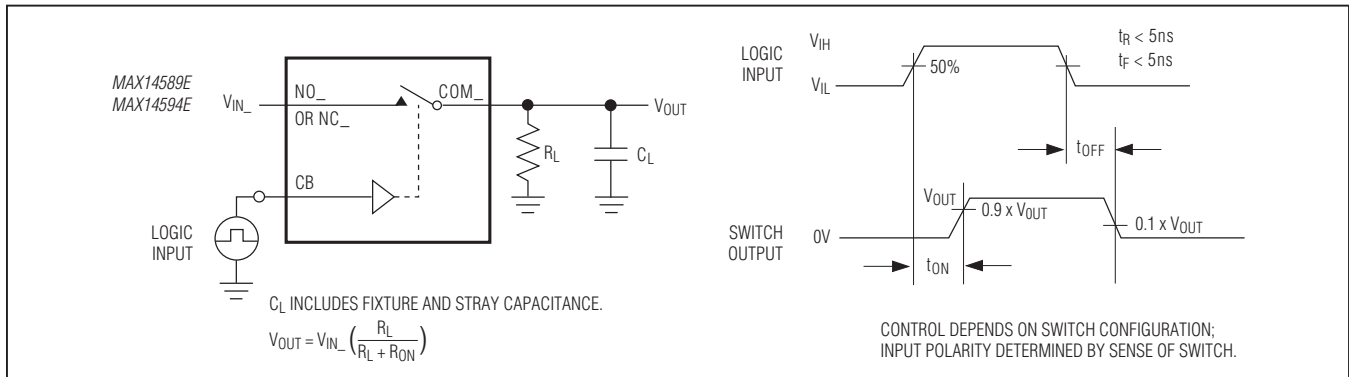 MAX14589E
MAX14594E
V_IN_
NO_
OR NC_
COM_
V_OUT
R_L
C_L
CB
LOGIC
INPUT
C_L INCLUDES FIXTURE AND STRAY CAPACITANCE.
V_OUT = V_IN_ (R_L / R_L + R_ON)
LOGIC
INPUT
V_IH
V_IL
50%
t_R < 5ns
t_F < 5ns
t_OFF
SWITCH
OUTPUT
V_OUT
0V
0.9 x V_OUT
0.1 x V_OUT
t_ON
CONTROL DEPENDS ON SWITCH CONFIGURATION;
INPUT POLARITY DETERMINED BY SENSE OF SWITCH.